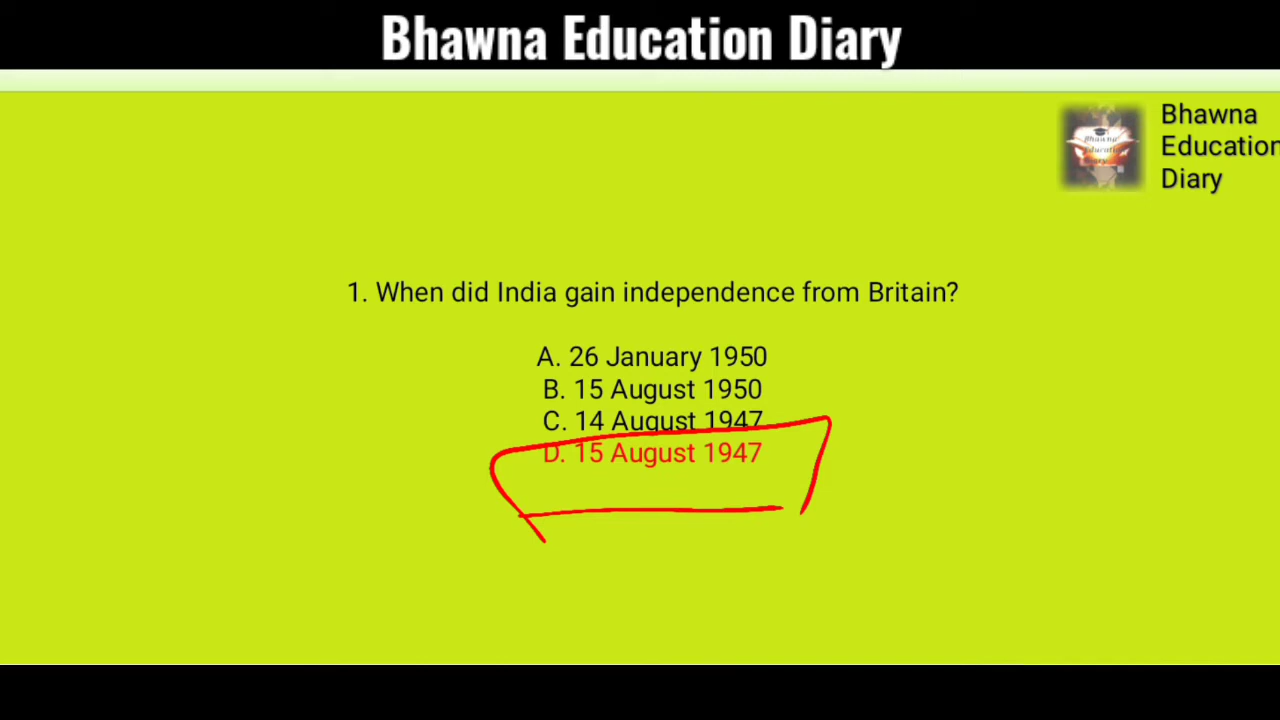 Bhawna Education Diary
Bhawna
Education
Diary
1. When did India gain independence from Britain?
A. 26 January 1950
B. 15 August 1950
C. 14 August 1947
D. 15 August 1947